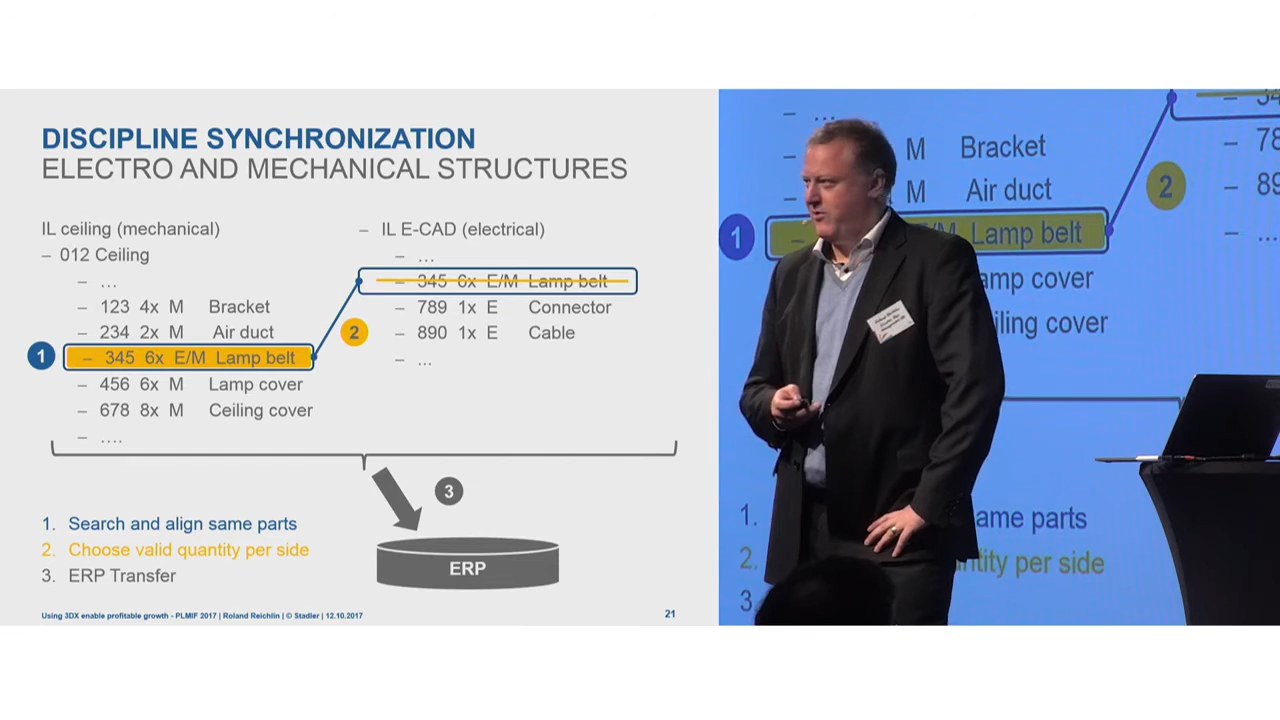 DISCIPLINE SYNCHRONIZATION
ELECTRO AND MECHANICAL STRUCTURES
IL ceiling (mechanical)
– 012 Ceiling
– ...
– 123 4x M Bracket
– 234 2x M Air duct
1 – 345 6x E/M Lamp belt
– 456 6x M Lamp cover
– 678 8x M Ceiling cover
– ....
– IL E-CAD (electrical)
– ...
– 345 6x E/M Lamp belt
– 789 1x E Connector
2 – 890 1x E Cable
– ...
3
ERP
1. Search and align same parts
2. Choose valid quantity per side
3. ERP Transfer
Using 3DX enable profitable growth - PLMIF 2017 | Roland Reichlin | © Stadler | 12.10.2017
21
– ...
– M Bracket
– M Air duct
1 – E/M Lamp belt
amp cover
iling cover
– 34
– 78
2 – 89
– ...
1. ame parts
2. ntity per side
3